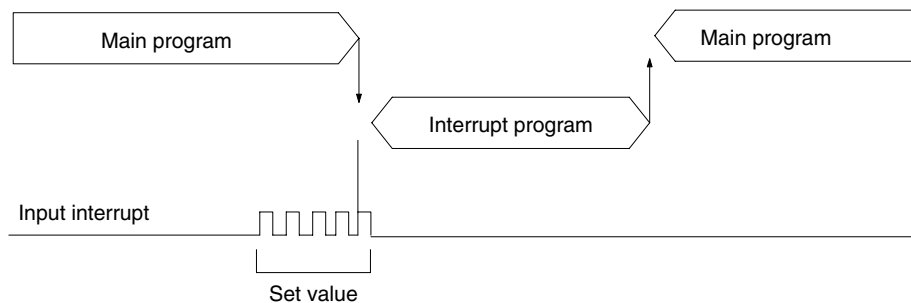 Main program
Main program
Interrupt program
Input interrupt
Set value